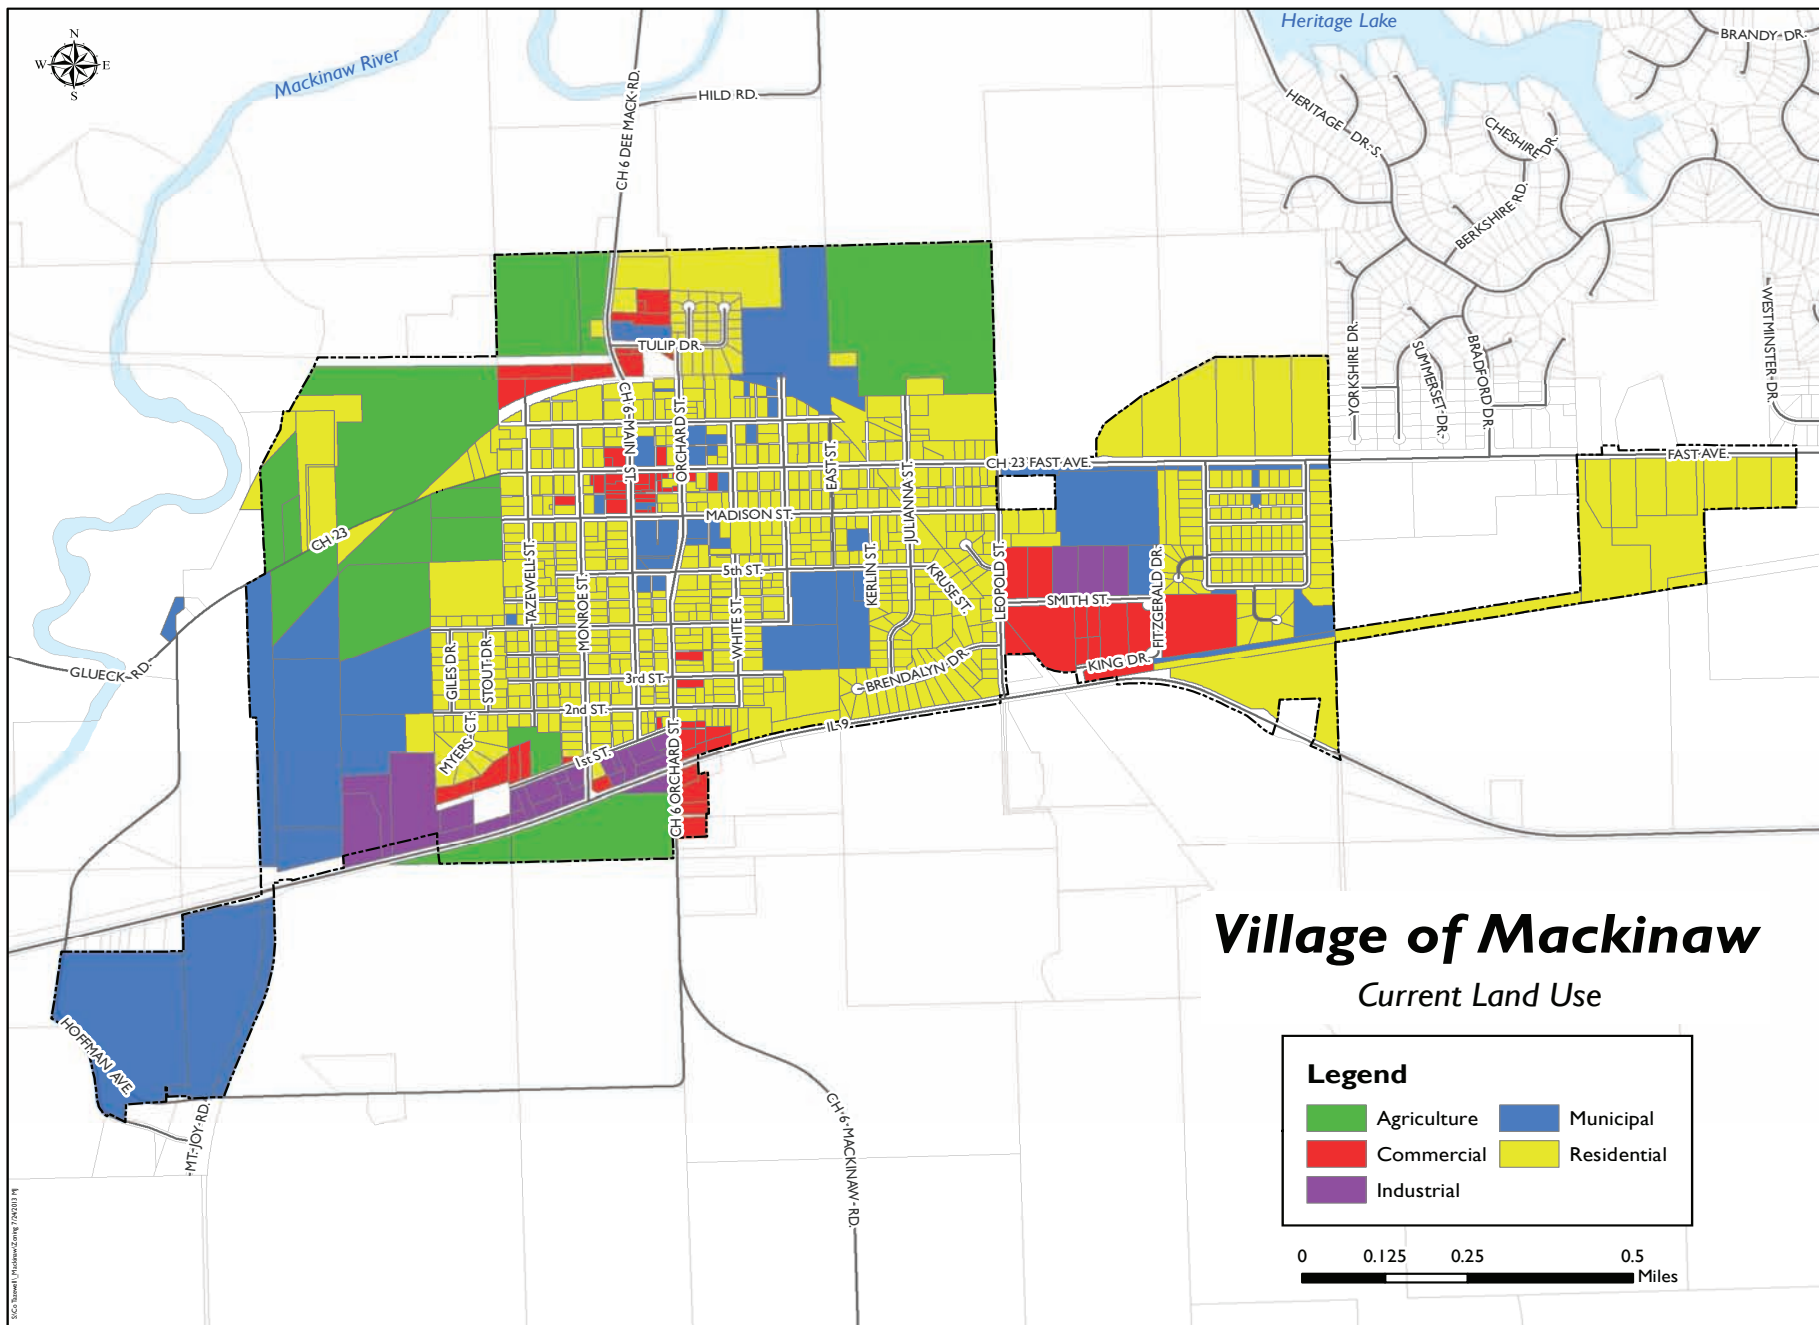 Heritage Lake
BRANDY DR.
N
W E
S
Mackinaw River
HILD RD.
CH 6 DEE MACK RD.
HERITAGE DR. S.
CHESHIRE DR.
BERKSHIRE RD.
WESTMINSTER DR.
YORKSHIRE DR.
SUMMERSET DR.
BRADFORD DR.
TULIP DR.
CH 6 MAIN ST.
ORCHARD ST.
EAST ST.
JULIANNA ST.
CH 23 FAST AVE.
FAST AVE.
MADISON ST.
CH 23
TAZEWELL ST.
MONROE ST.
5th ST.
WHITE ST.
KERLIN ST.
KRUSE ST.
LEOPOLD ST.
SMITH ST.
FITZGERALD DR.
KING DR.
GLUECK RD.
GILES DR.
STOUT DR.
3rd ST.
BRENDALYN DR.
2nd ST.
MYERS CT.
1st ST.
IL 9
CH 6 ORCHARD ST.
HOFFMAN AVE.
MT. JOY RD.
CH 6 MACKINAW RD.
Village of Mackinaw
Current Land Use
Legend
Agriculture
Municipal
Commercial
Residential
Industrial
0 0.125 0.25 0.5
Miles